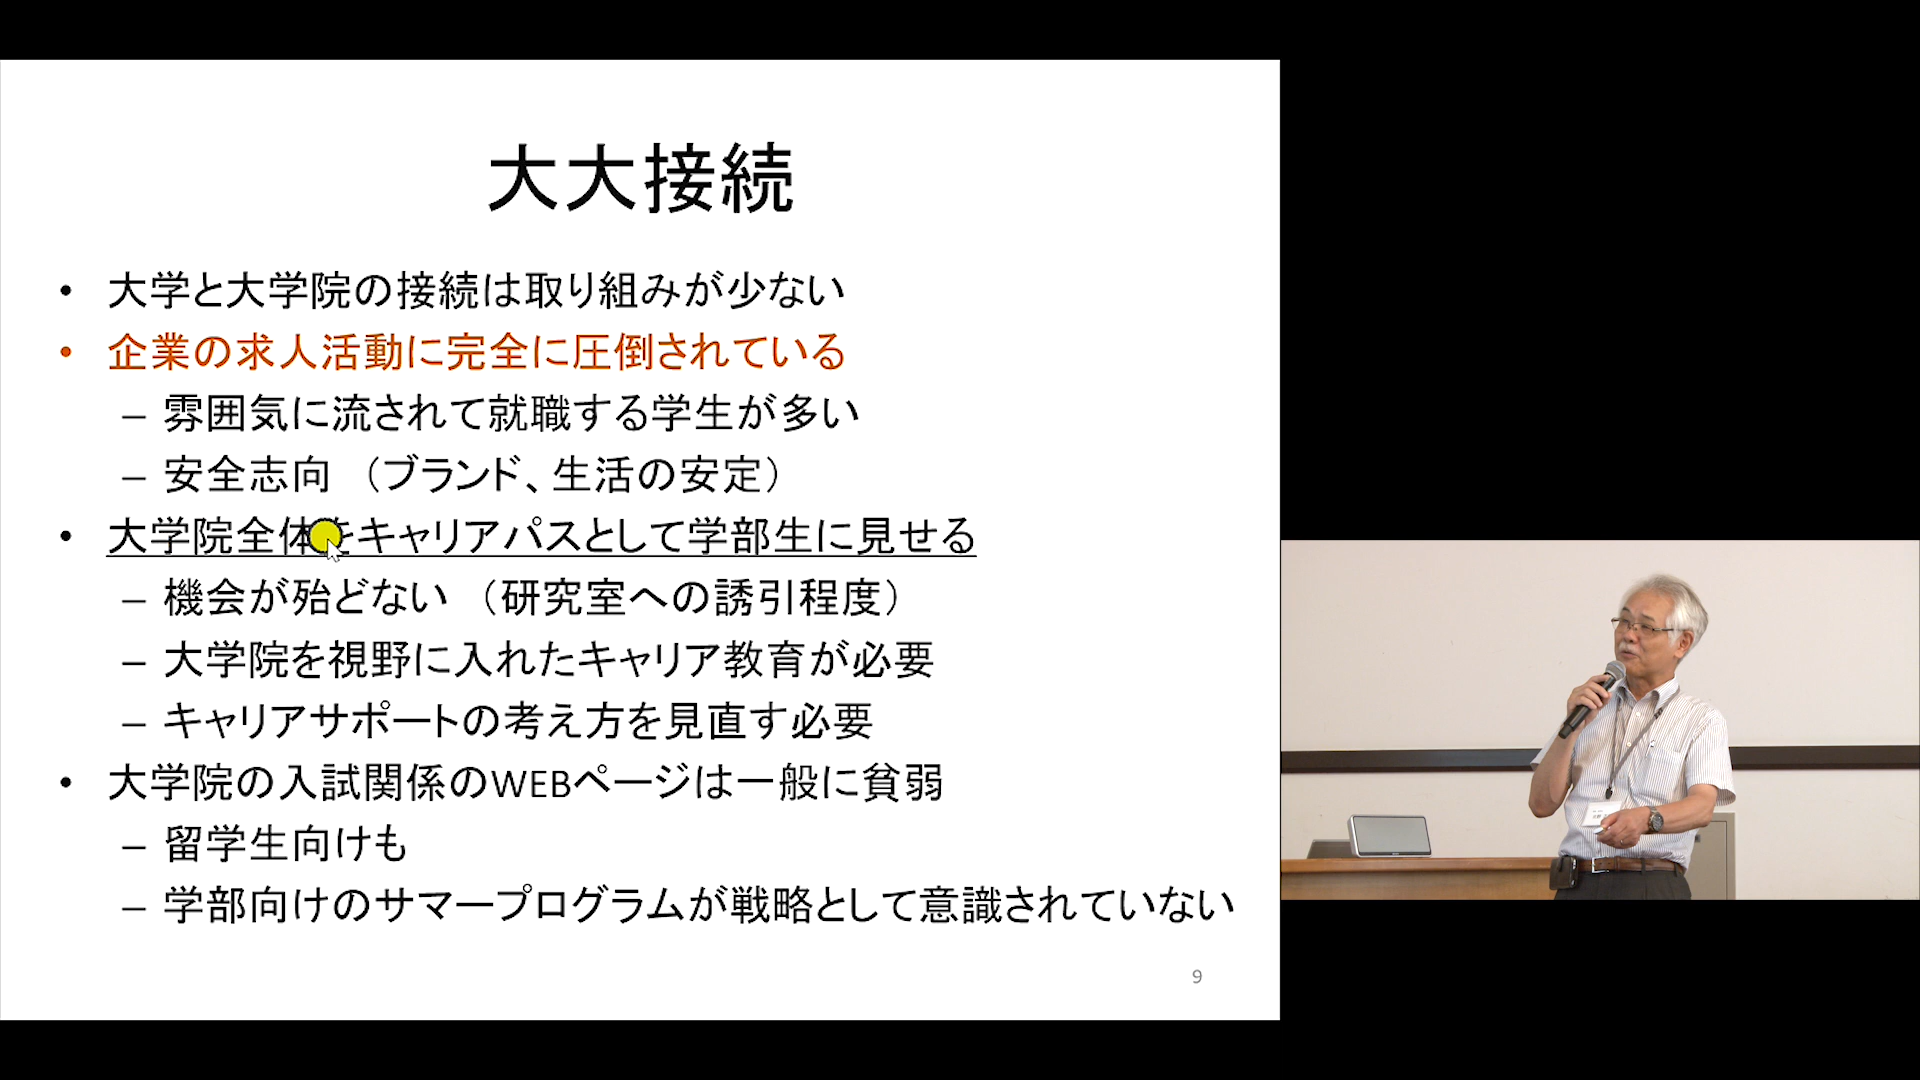 大大接続
• 大学と大学院の接続は取り組みが少ない
• 企業の求人活動に完全に圧倒されている
– 雰囲気に流されて就職する学生が多い
– 安全志向 （ブランド、生活の安定）
• 大学院全体をキャリアパスとして学部生に見せる
– 機会が殆どない （研究室への誘引程度）
– 大学院を視野に入れたキャリア教育が必要
– キャリアサポートの考え方を見直す必要
• 大学院の入試関係のWEBページは一般に貧弱
– 留学生向けも
– 学部向けのサマープログラムが戦略として意識されていない
9